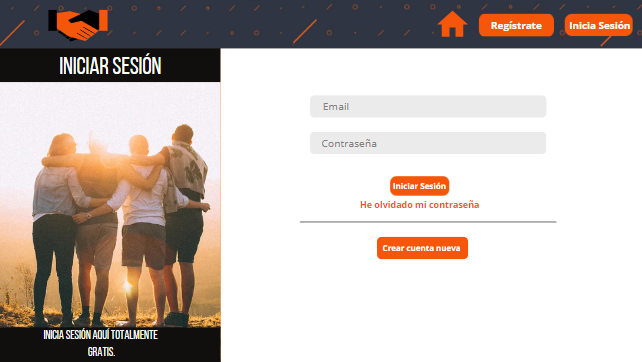 Regístrate
Inicia Sesión
INICIAR SESIÓN
Email
Contraseña
Iniciar Sesión
He olvidado mi contraseña
Crear cuenta nueva
INICIA SESIÓN AQUÍ TOTALMENTE
GRATIS.